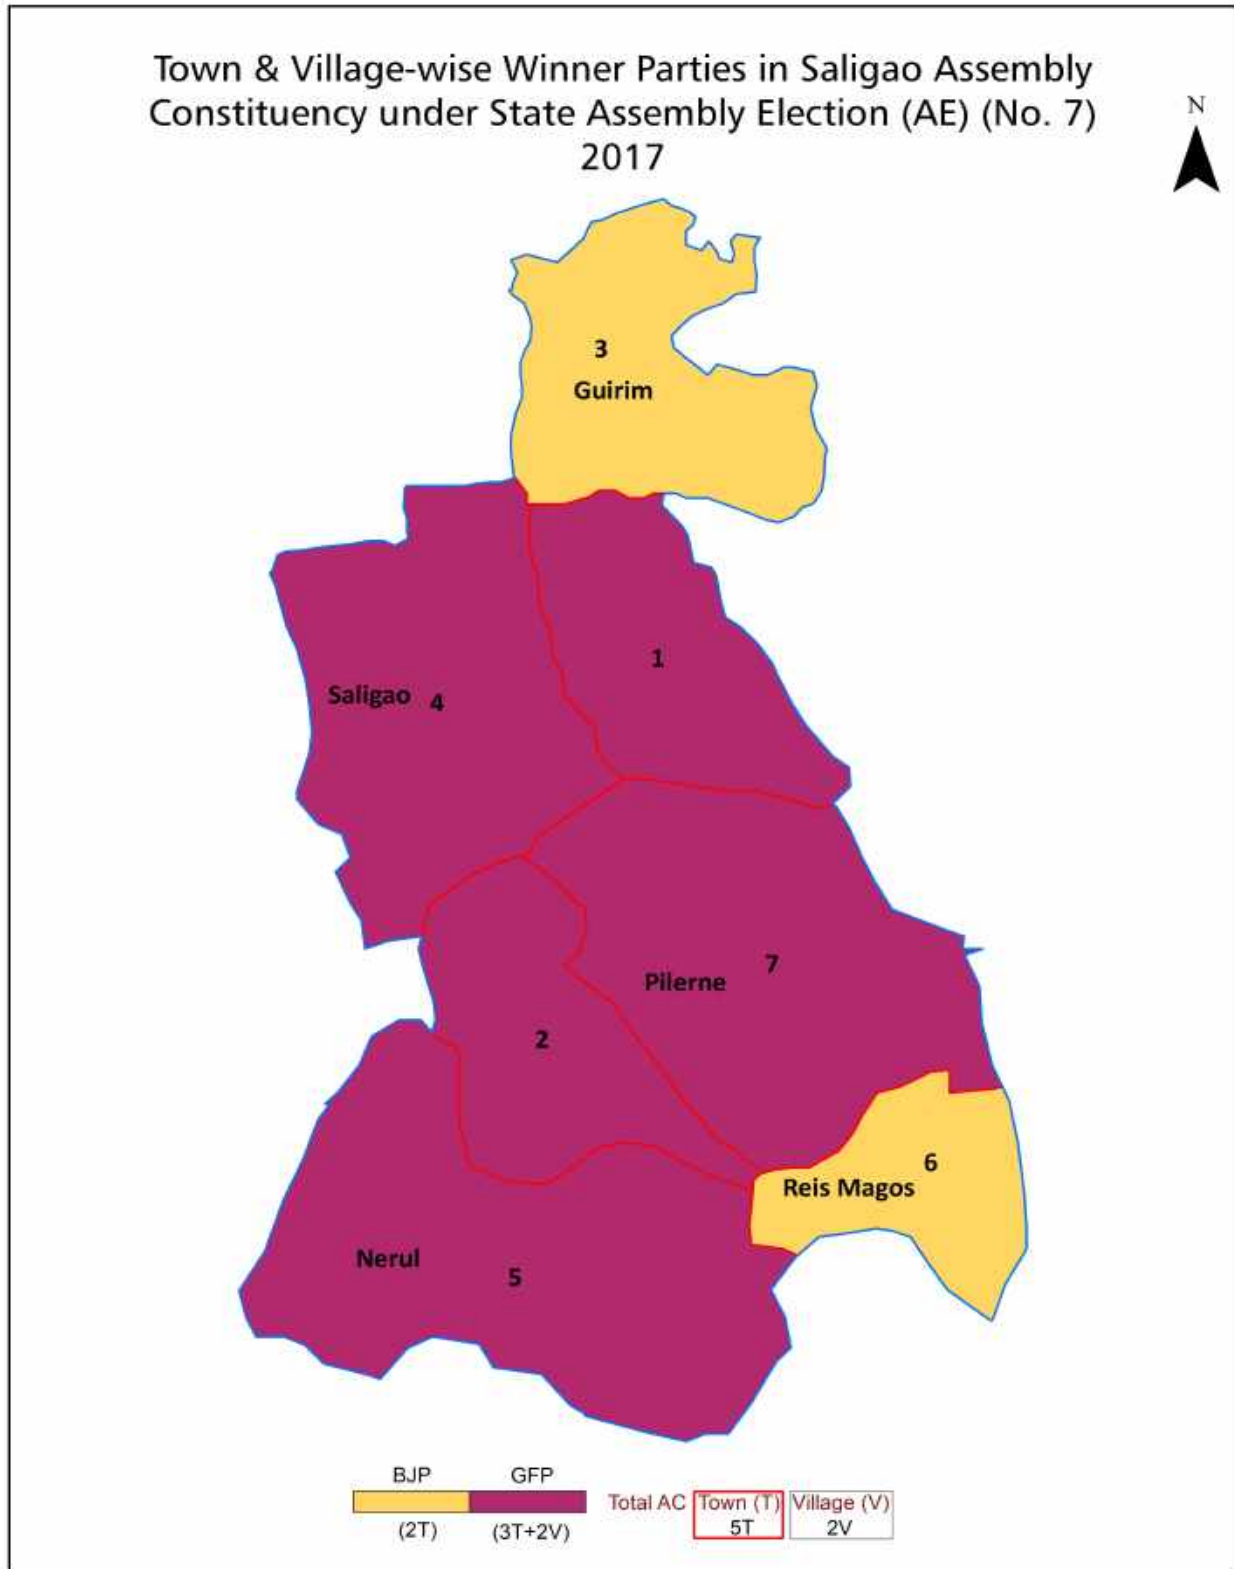 Town & Village-wise Winner Parties in Saligao Assembly
Constituency under State Assembly Election (AE) (No. 7)
2017
N
3
Guirim
1
Saligao 4
7
Pilerne
2
6
Reis Magos
Nerul
5
BJP GFP
Total AC Town (T) Village (V)
(2T) (3T+2V) 5T 2V